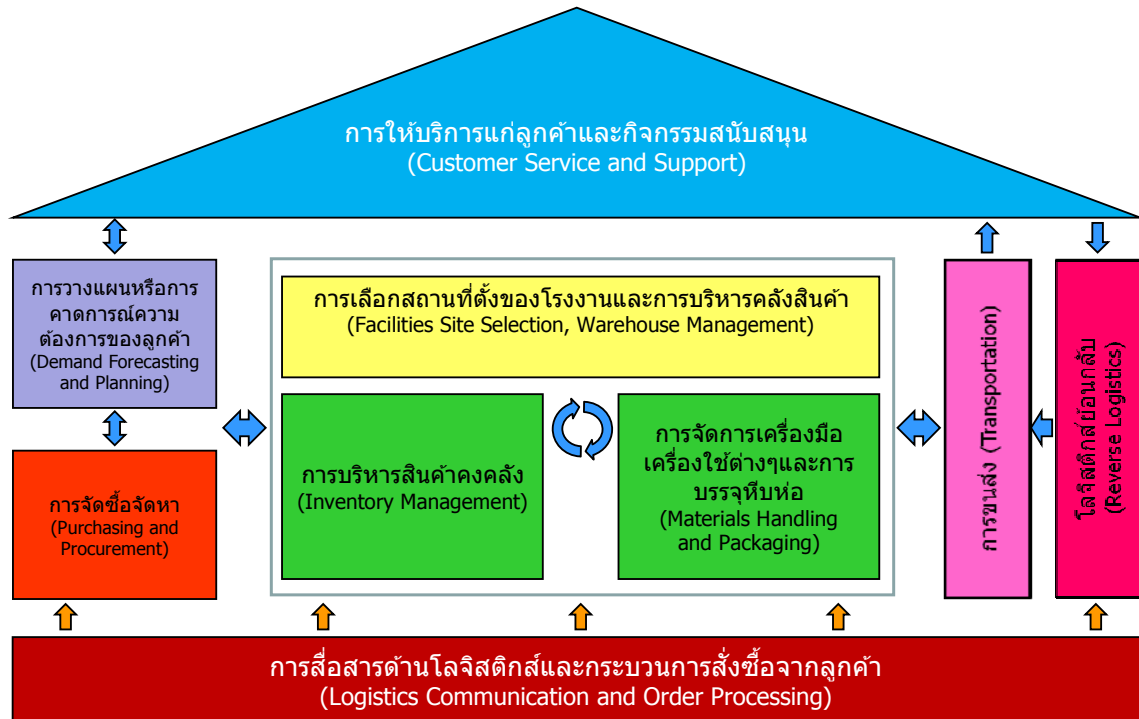 การให้บริการแก่ลูกค้าและกิจกรรมสนับสนุน
(Customer Service and Support)
การวางแผนหรือการ
คาดการณ์ความ
ต้องการของลูกค้า
(Demand Forecasting
and Planning)
การเลือกสถานที่ตั้งของโรงงานและการบริหารคลังสินค้า
(Facilities Site Selection, Warehouse Management)
การจัดซื้อจัดหา
(Purchasing and
Procurement)
การบริหารสินค้าคงคลัง
(Inventory Management)
การจัดการเครื่องมือ
เครื่องใช้ต่างๆและการ
บรรจุหีบห่อ
(Materials Handling
and Packaging)
การขนส่ง (Transportation)
โลจิสติกส์ย้อนกลับ
(Reverse Logistics)
การสื่อสารด้านโลจิสติกส์และกระบวนการสั่งซื้อจากลูกค้า
(Logistics Communication and Order Processing)